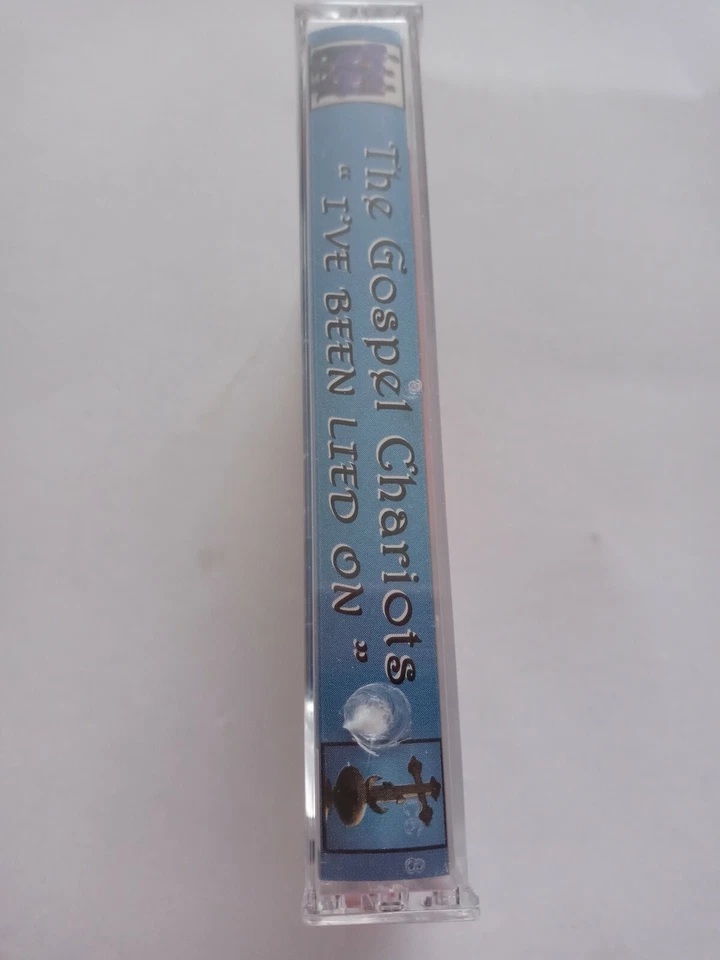 The Gospel Chariots
“ I'VE BEEN LIED ON ”